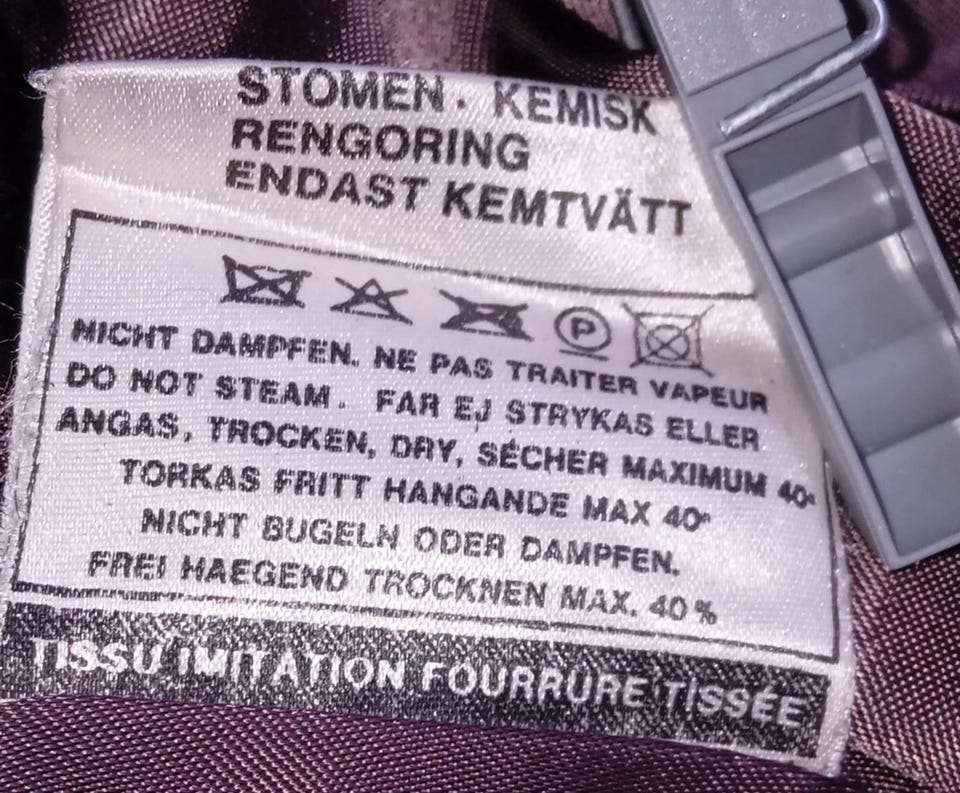 STOMEN. KEMISK
RENGORING
ENDAST KEMTVÄTT
P
NICHT DAMPFEN. NE PAS TRAITER VAPEUR
DO NOT STEAM. FAR EJ STRYKAS ELLER
ANGAS, TROCKEN, DRY, SÉCHER MAXIMUM 40°
TORKAS FRITT HANGANDE MAX 40°
NICHT BUGELN ODER DAMPFEN.
FREI HAEGEND TROCKNEN MAX. 40%
TISSU IMITATION FOURRURE TISSÉE